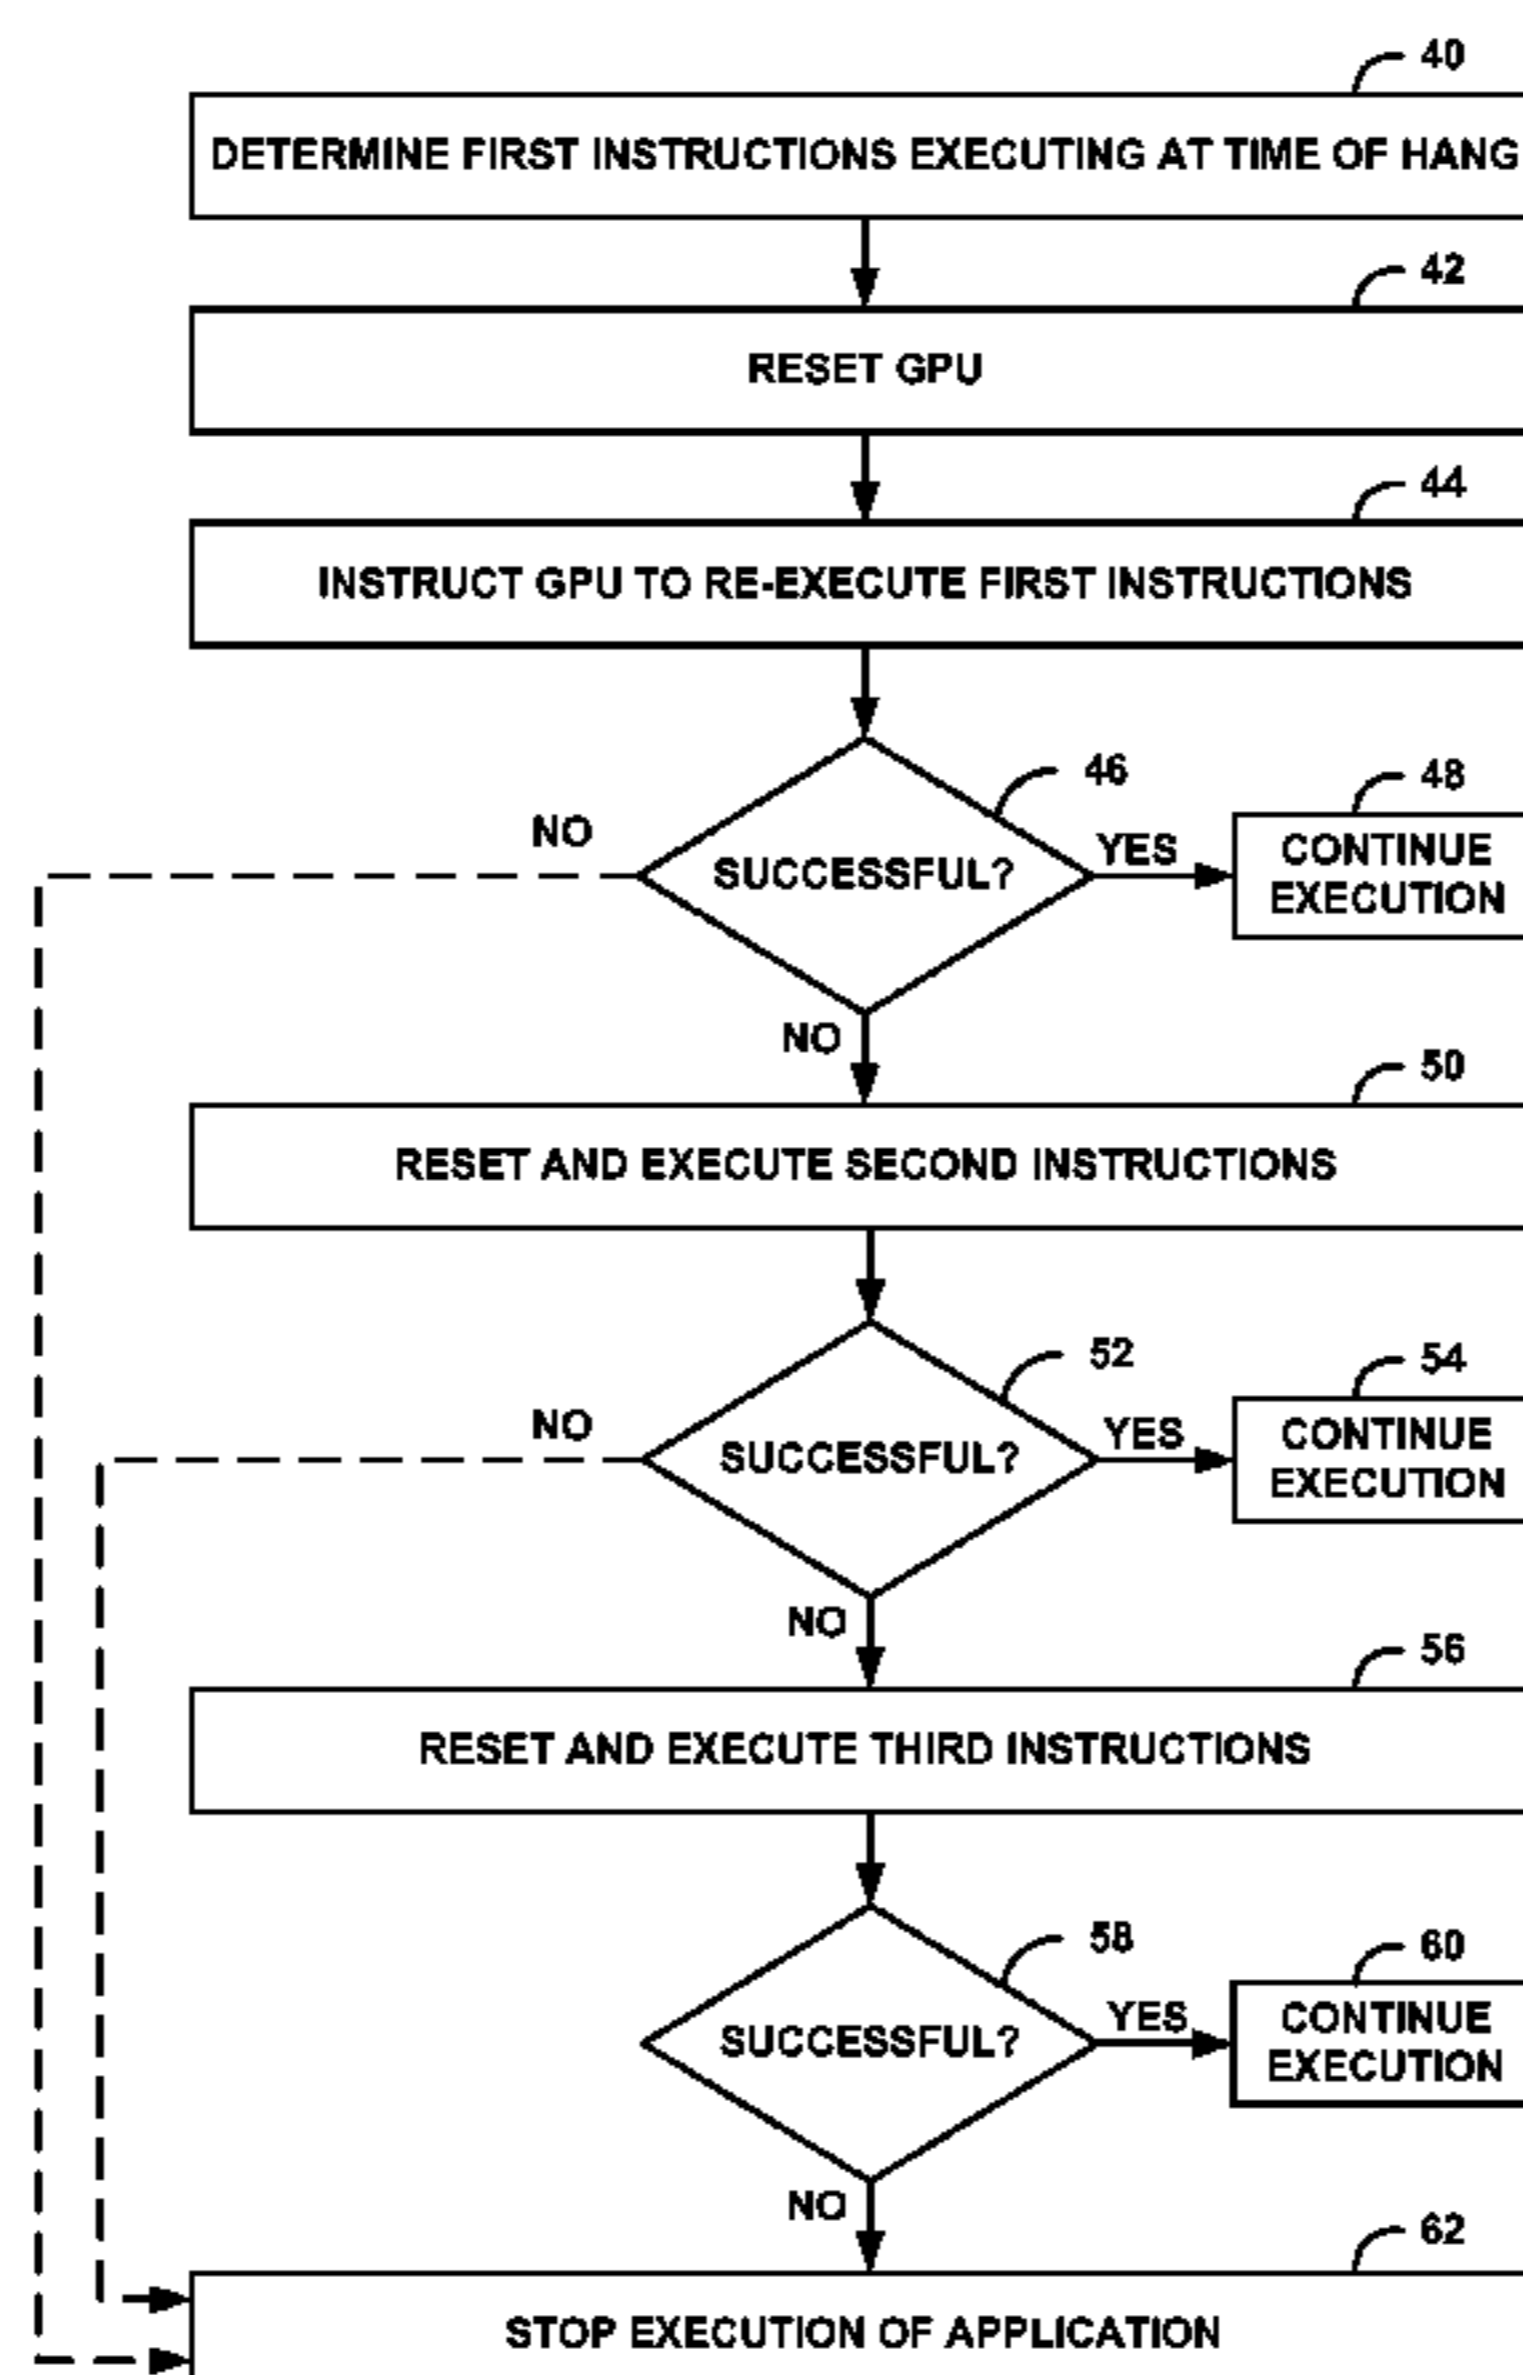 40
DETERMINE FIRST INSTRUCTIONS EXECUTING AT TIME OF HANG
42
RESET GPU
44
INSTRUCT GPU TO RE-EXECUTE FIRST INSTRUCTIONS
46
48
NO
SUCCESSFUL?
YES
CONTINUE
EXECUTION
NO
50
RESET AND EXECUTE SECOND INSTRUCTIONS
52
54
NO
SUCCESSFUL?
YES
CONTINUE
EXECUTION
NO
56
RESET AND EXECUTE THIRD INSTRUCTIONS
58
60
SUCCESSFUL?
YES
CONTINUE
EXECUTION
NO
62
STOP EXECUTION OF APPLICATION